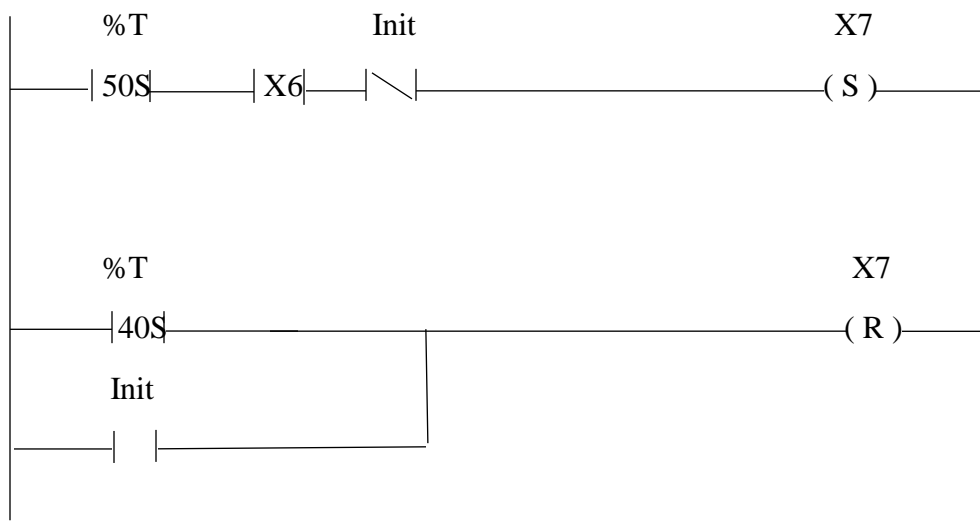 %T Init X7
50S X6 ( S )
%T X7
40S ( R )
Init